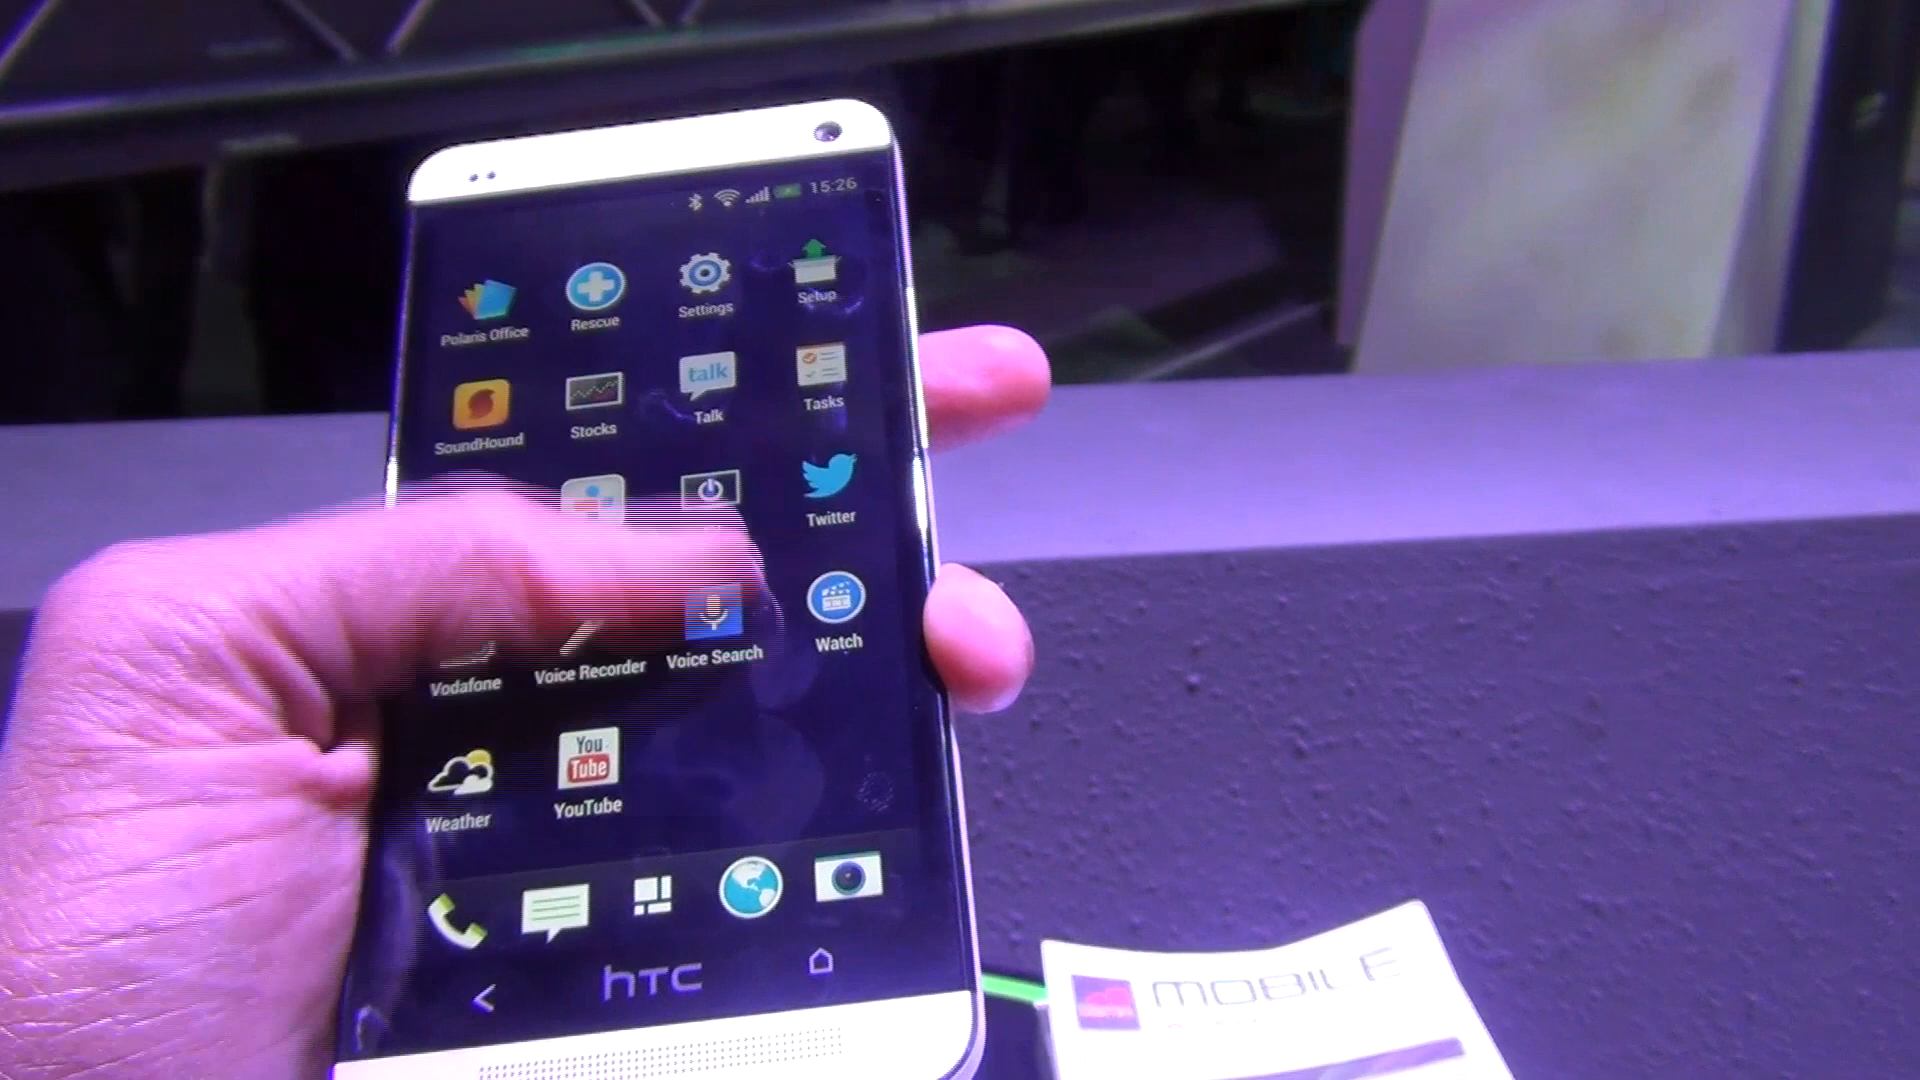 15:26
Polaris Office
Rescue
Settings
Setup
talk
SoundHound
Stocks
Talk
Tasks
Twitter
Vodafone
Voice Recorder
Voice Search
Watch
You
Tube
Weather
YouTube
hTC
MOBILE